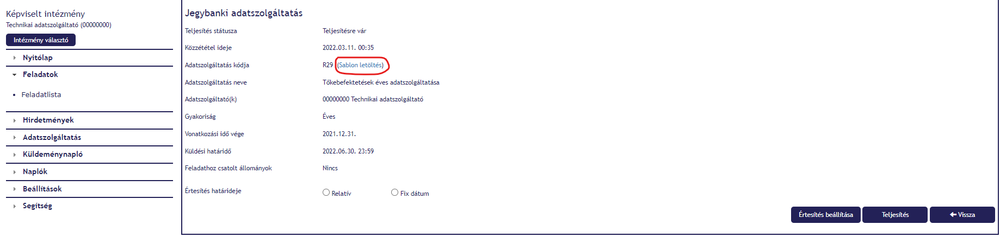 Képviselt intézmény
Technikai adatszolgáltató (00000000)
Intézmény választó
Nyitólap
Feladatok
Feladatlista
Hirdetmények
Adatszolgáltatás
Küldeménynapló
Naplók
Beállítások
Segítség
Jegybanki adatszolgáltatás
Teljesítés státusza Teljesítésre vár
Közzététel ideje 2022.03.11. 00:35
Adatszolgáltatás kódja R29 (Sablon letöltés)
Adatszolgáltatás neve Tőkebefektetések éves adatszolgáltatása
Adatszolgáltató(k) 00000000 Technikai adatszolgáltató
Gyakoriság Éves
Vonatkozási idő vége 2021.12.31.
Küldési határidő 2022.06.30. 23:59
Feladathoz csatolt állományok Nincs
Értesítés határideje Relatív Fix dátum
Értesítés beállítása Teljesítés Vissza